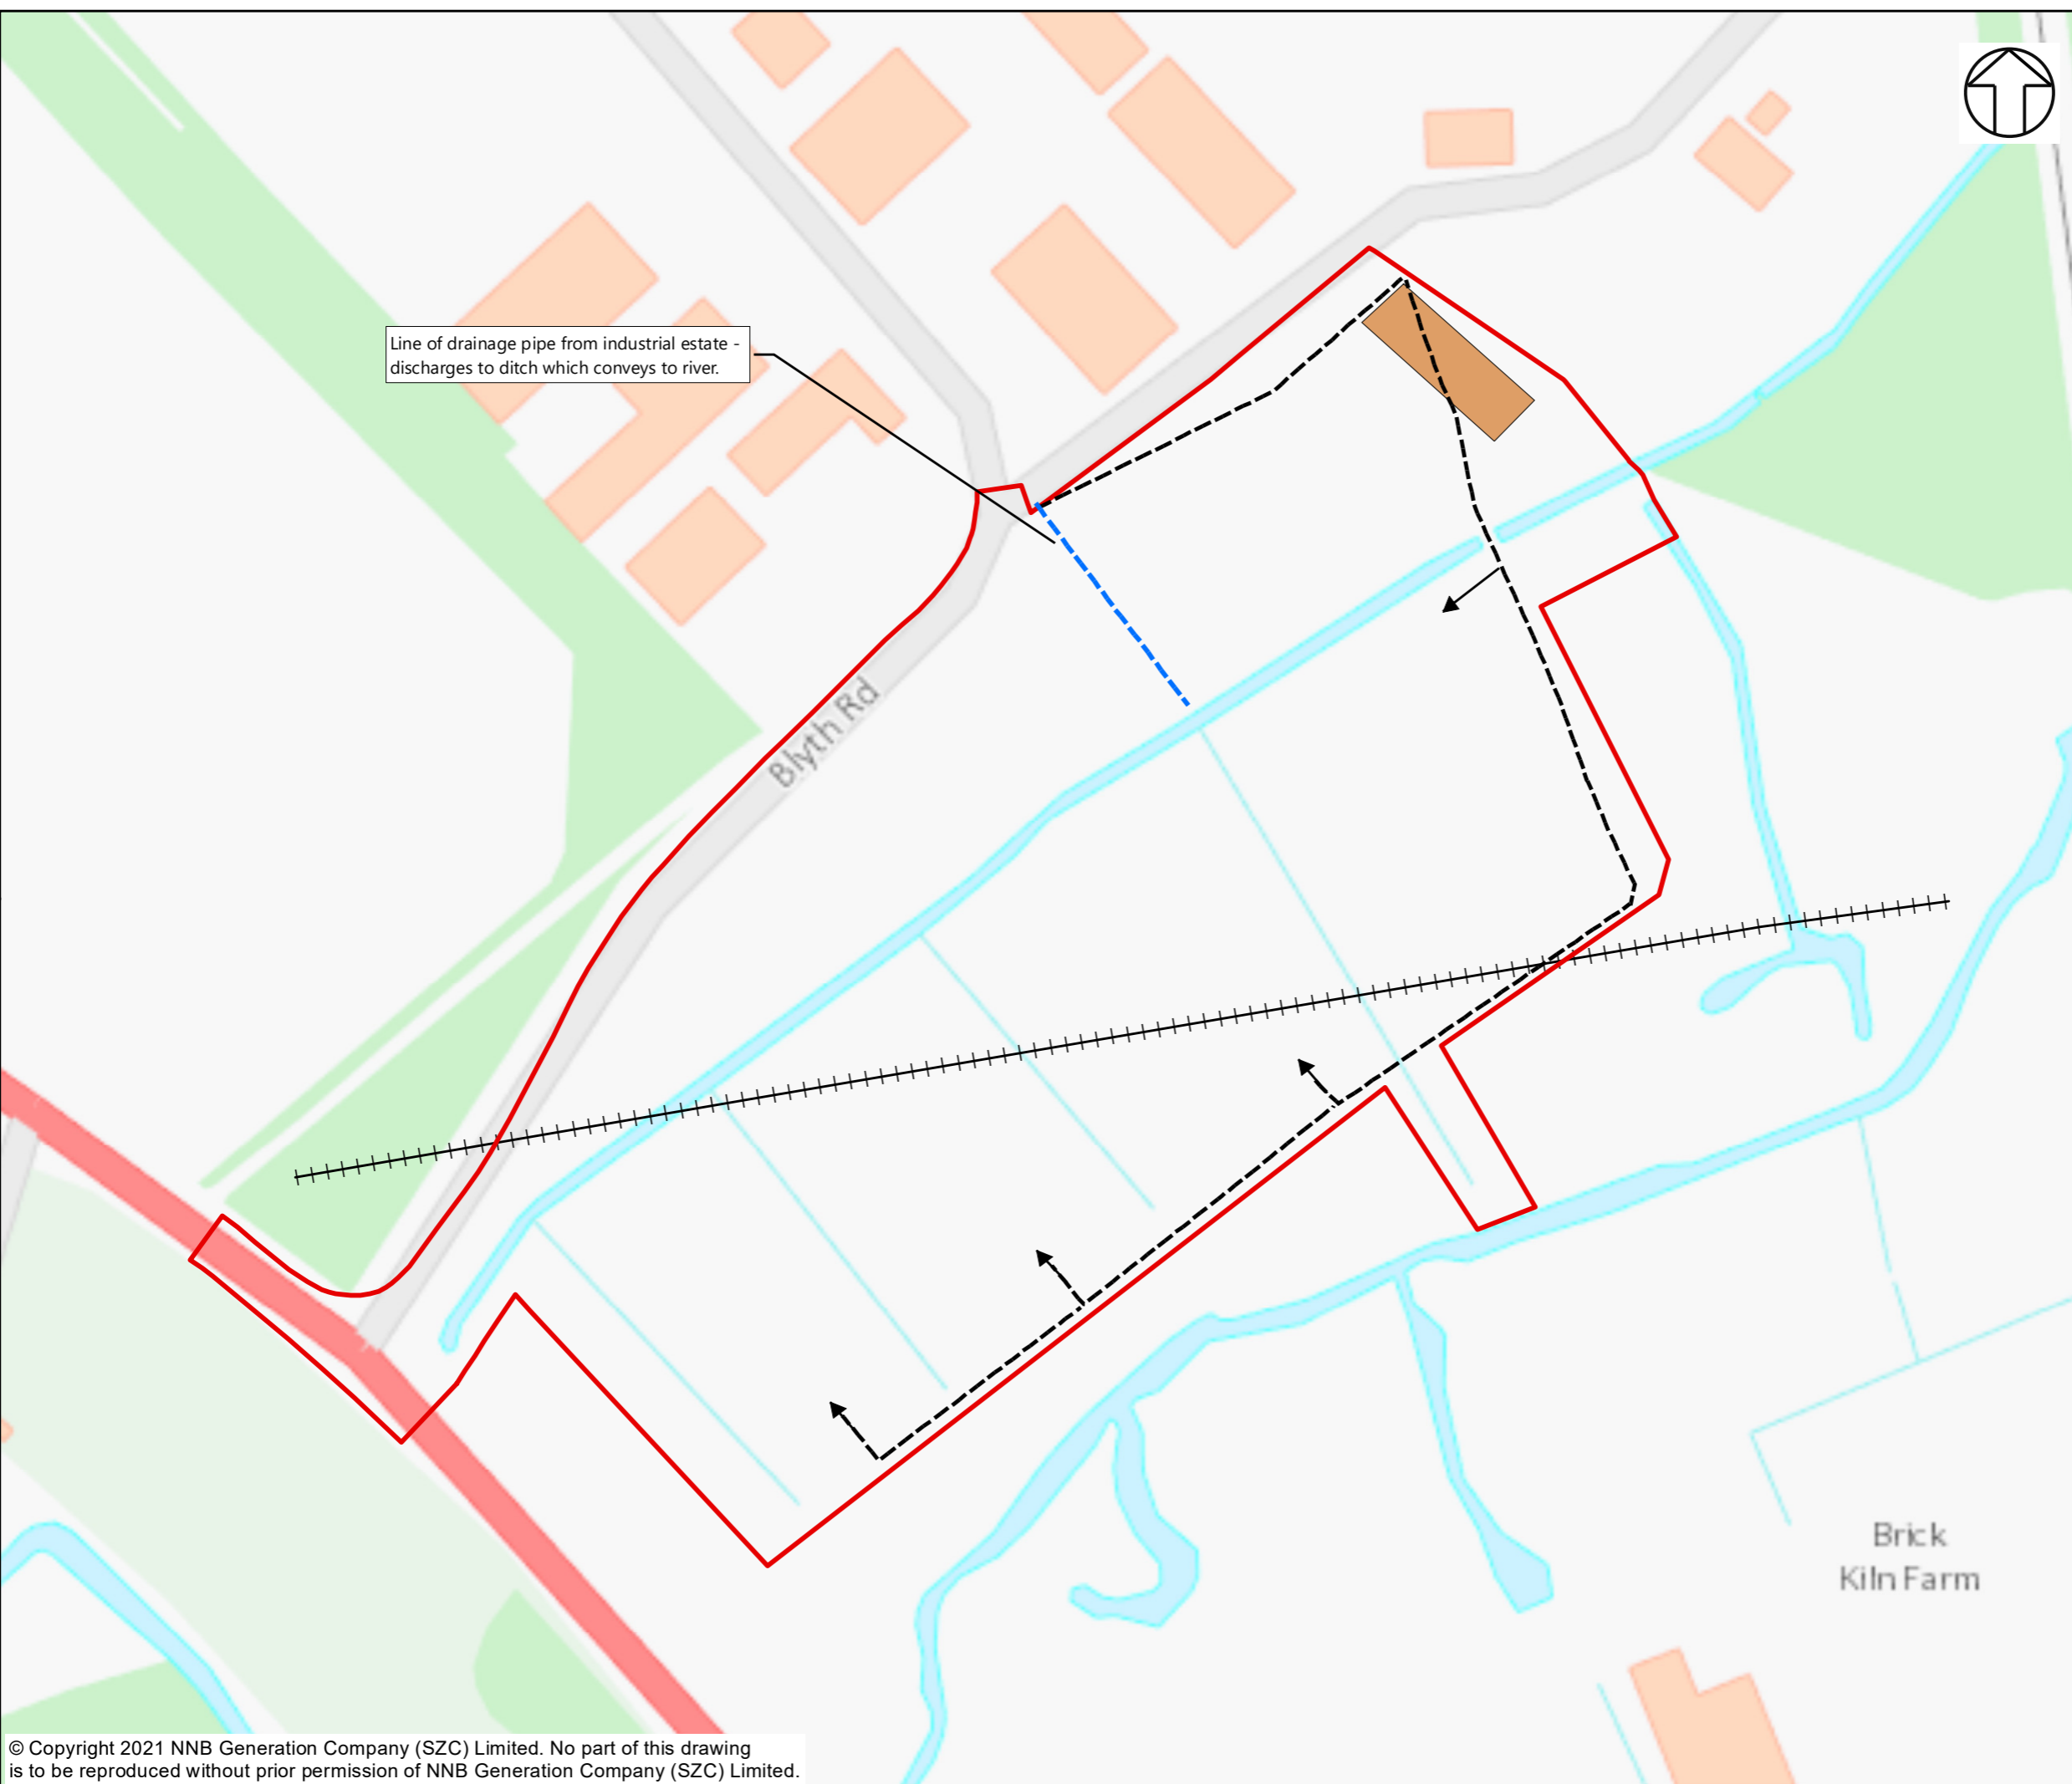 Line of drainage pipe from industrial estate -
discharges to ditch which conveys to river.
Blyth Rd
Brick
Kiln Farm
© Copyright 2021 NNB Generation Company (SZC) Limited. No part of this drawing
is to be reproduced without prior permission of NNB Generation Company (SZC) Limited.